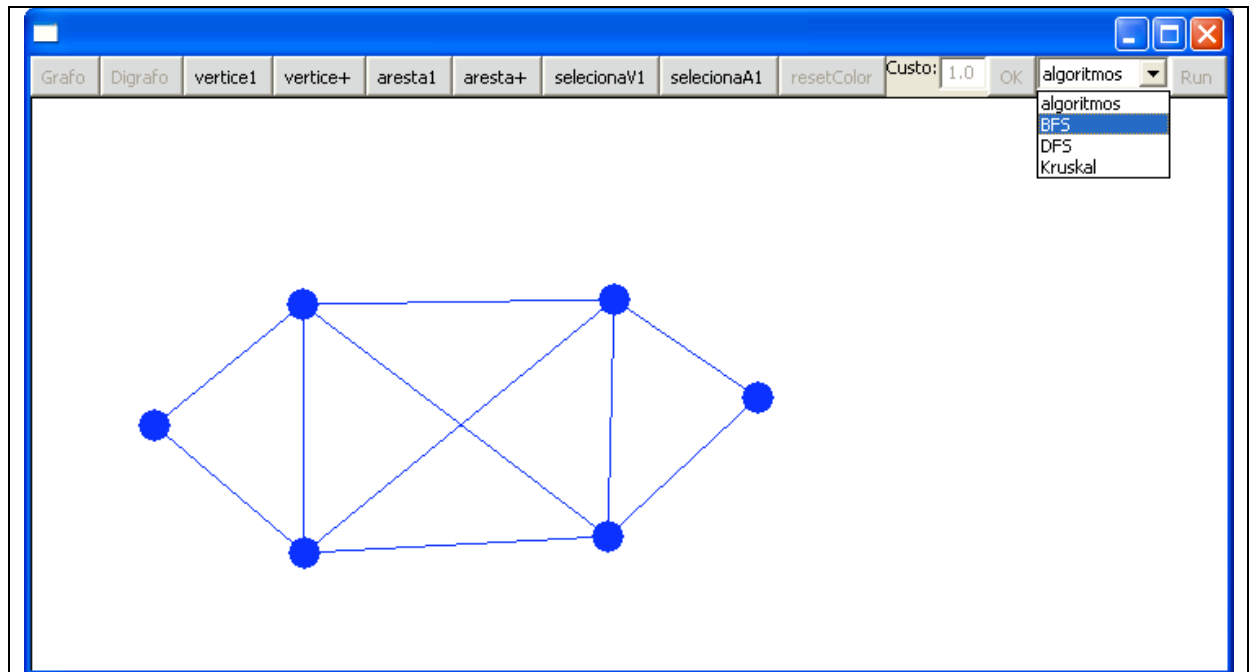 Grafo Digrafo vertice1 vertice+ aresta1 aresta+ selecionaV1 selecionaA1 resetColor Custo: 1.0 OK algoritmos Run
algoritmos
BFS
DFS
Kruskal